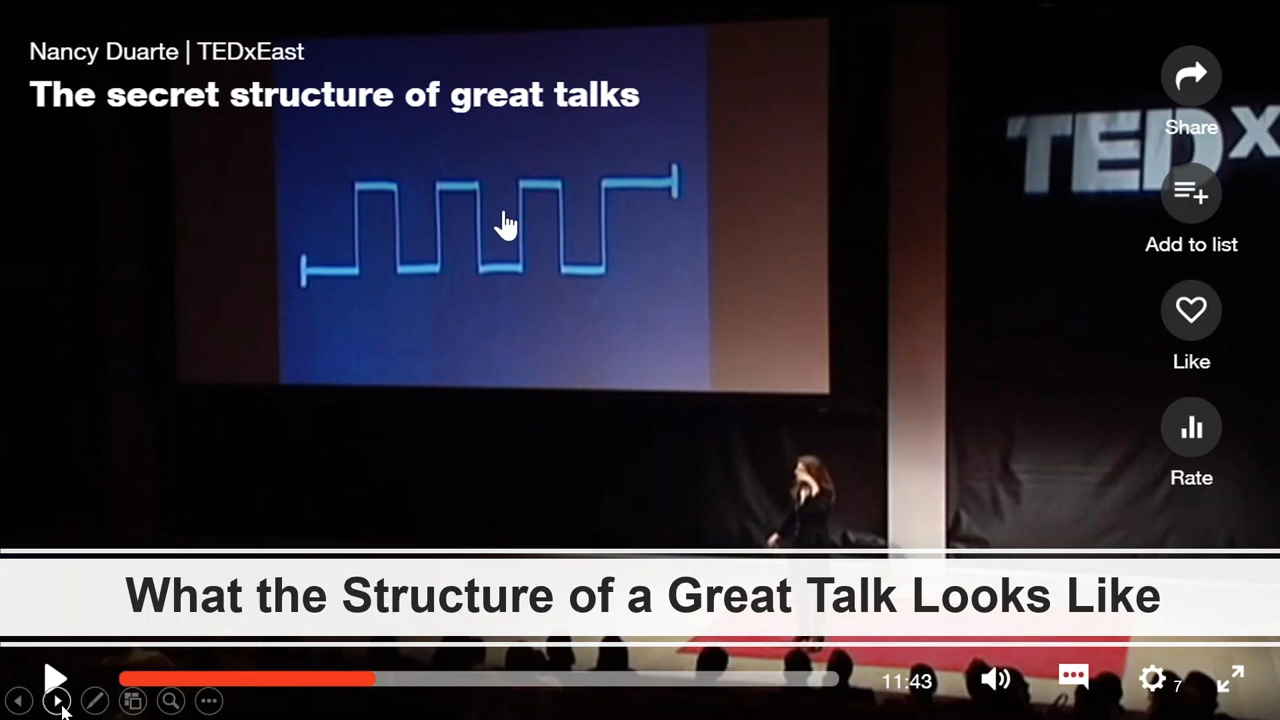 Nancy Duarte | TEDxEast
The secret structure of great talks
TEDx
Share
Add to list
Like
Rate
What the Structure of a Great Talk Looks Like
11:43
7